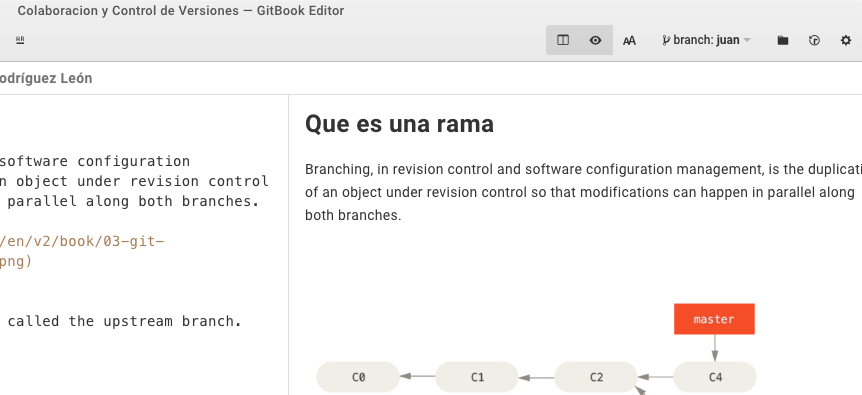 Colaboracion y Control de Versiones — GitBook Editor
HR
AA
branch: juan
odríguez León
software configuration
n object under revision control
parallel along both branches.
/en/v2/book/03-git-
png)
called the upstream branch.
Que es una rama
Branching, in revision control and software configuration management, is the duplicati
of an object under revision control so that modifications can happen in parallel along
both branches.
master
C0
C1
C2
C4